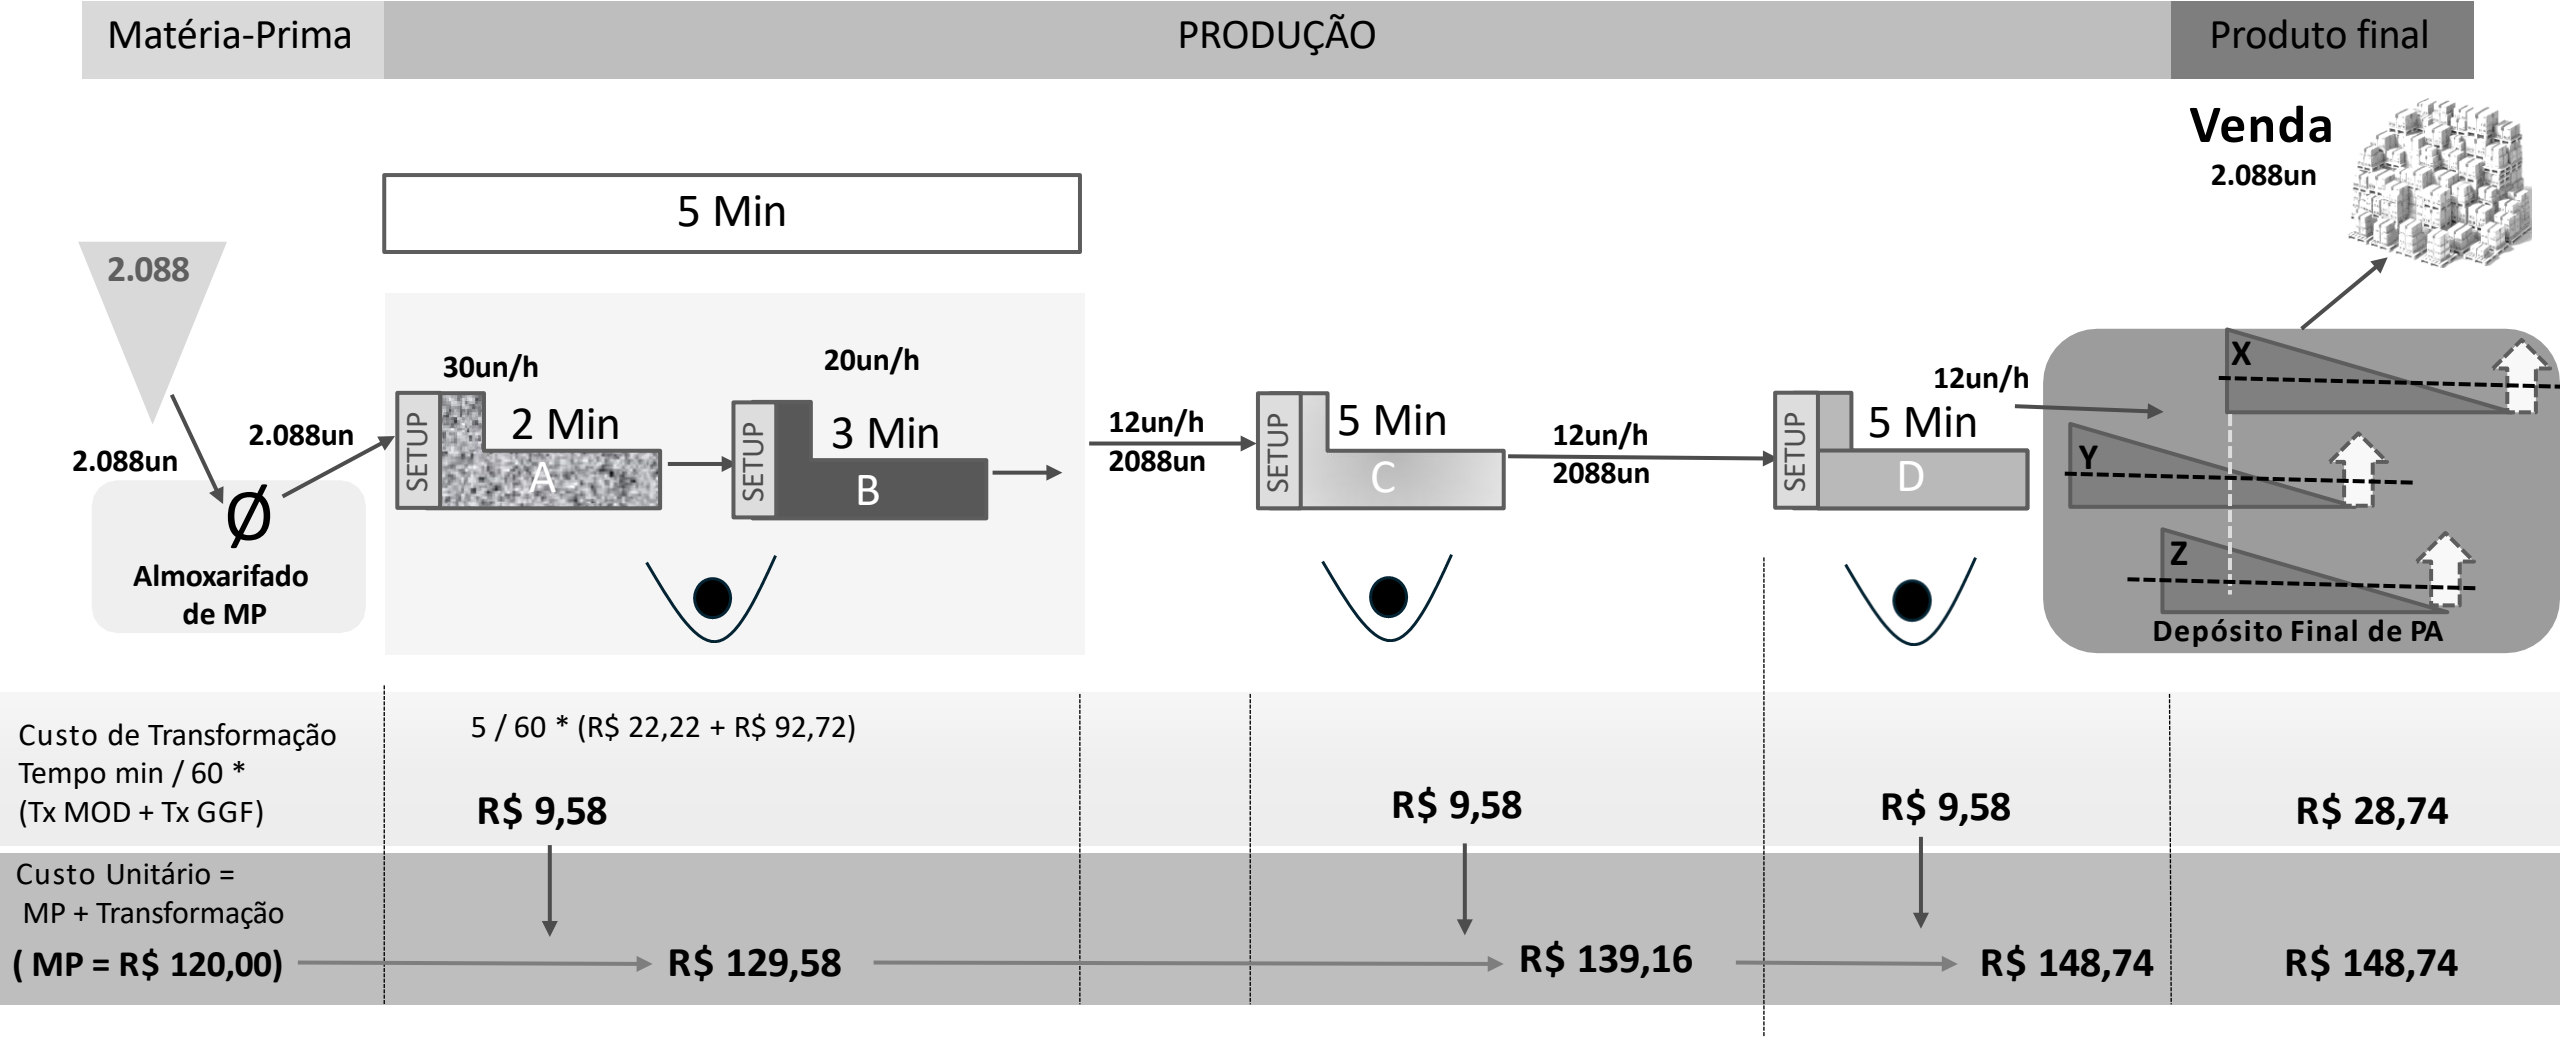 Matéria-Prima
PRODUÇÃO
Produto final
Venda
2.088un
5 Min
2.088
2.088un
2.088un
Ø
Almoxarifado
de MP
30un/h
SETUP
2 Min
A
20un/h
SETUP
3 Min
B
12un/h
2088un
SETUP
5 Min
C
12un/h
2088un
SETUP
5 Min
D
12un/h
X
Y
Z
Depósito Final de PA
Custo de Transformação
Tempo min / 60 *
(Tx MOD + Tx GGF)
5 / 60 * (R$ 22,22 + R$ 92,72)
R$ 9,58
R$ 9,58
R$ 9,58
R$ 28,74
Custo Unitário =
MP + Transformação
( MP = R$ 120,00)
R$ 129,58
R$ 139,16
R$ 148,74
R$ 148,74